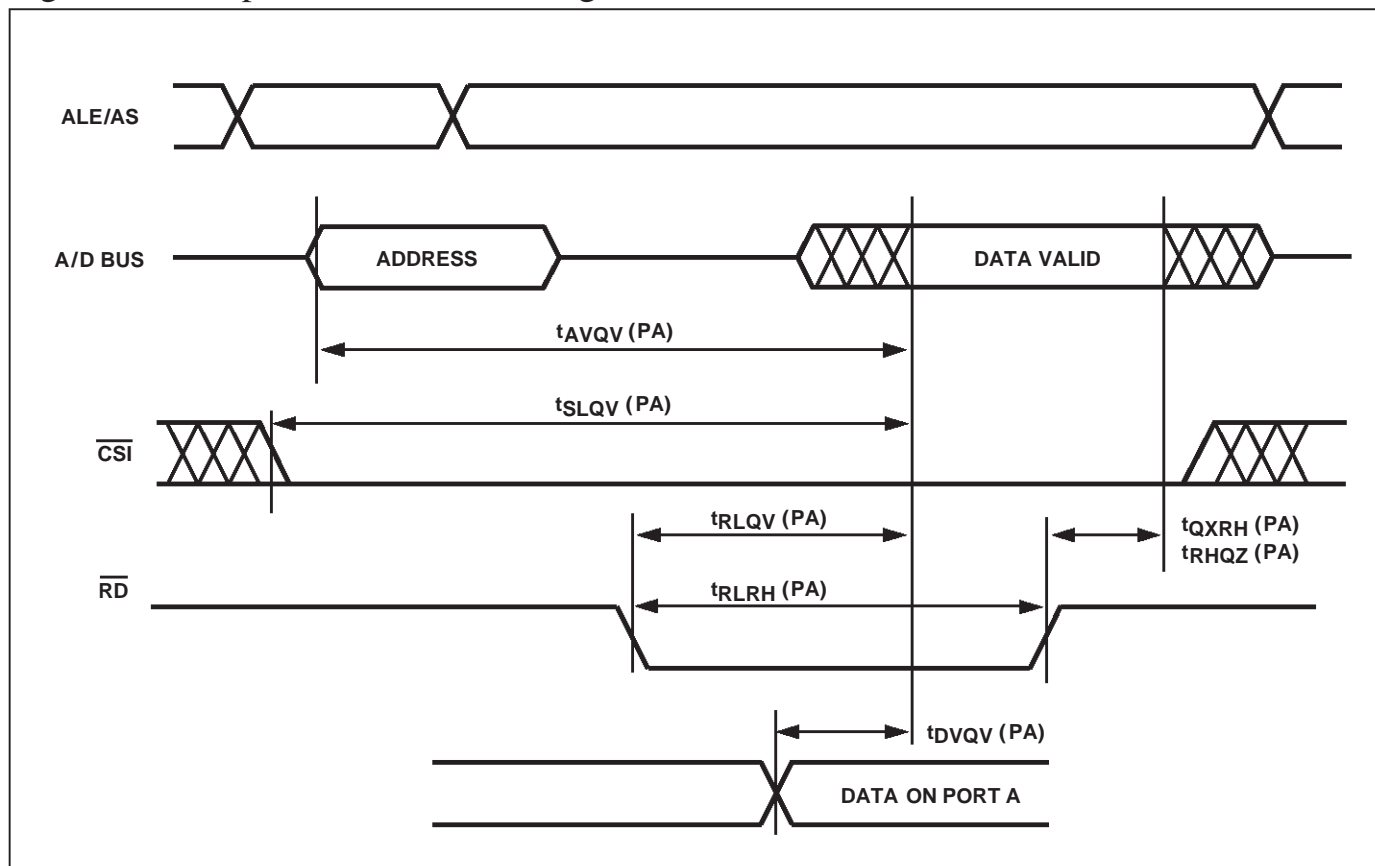 ALE/AS
A/D BUS
ADDRESS
DATA VALID
tAVQV (PA)
tSLQV (PA)
CSI
tRLQV (PA)
tQXRH (PA)
tRHQZ (PA)
RD
tRLRH (PA)
tDVQV (PA)
DATA ON PORT A